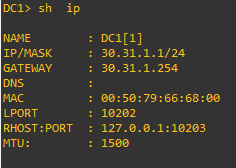 DC1> sh  ip
NAME        : DC1[1]
IP/MASK     : 30.31.1.1/24
GATEWAY     : 30.31.1.254
DNS         :
MAC         : 00:50:79:66:68:00
LPORT       : 10202
RHOST:PORT  : 127.0.0.1:10203
MTU:        : 1500